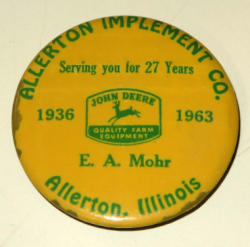 ALLERTON IMPLEMENT CO.
Serving you for 27 Years
1936 1963
JOHN DEERE
QUALITY FARM
EQUIPMENT
E. A. Mohr
Allerton, Illinois